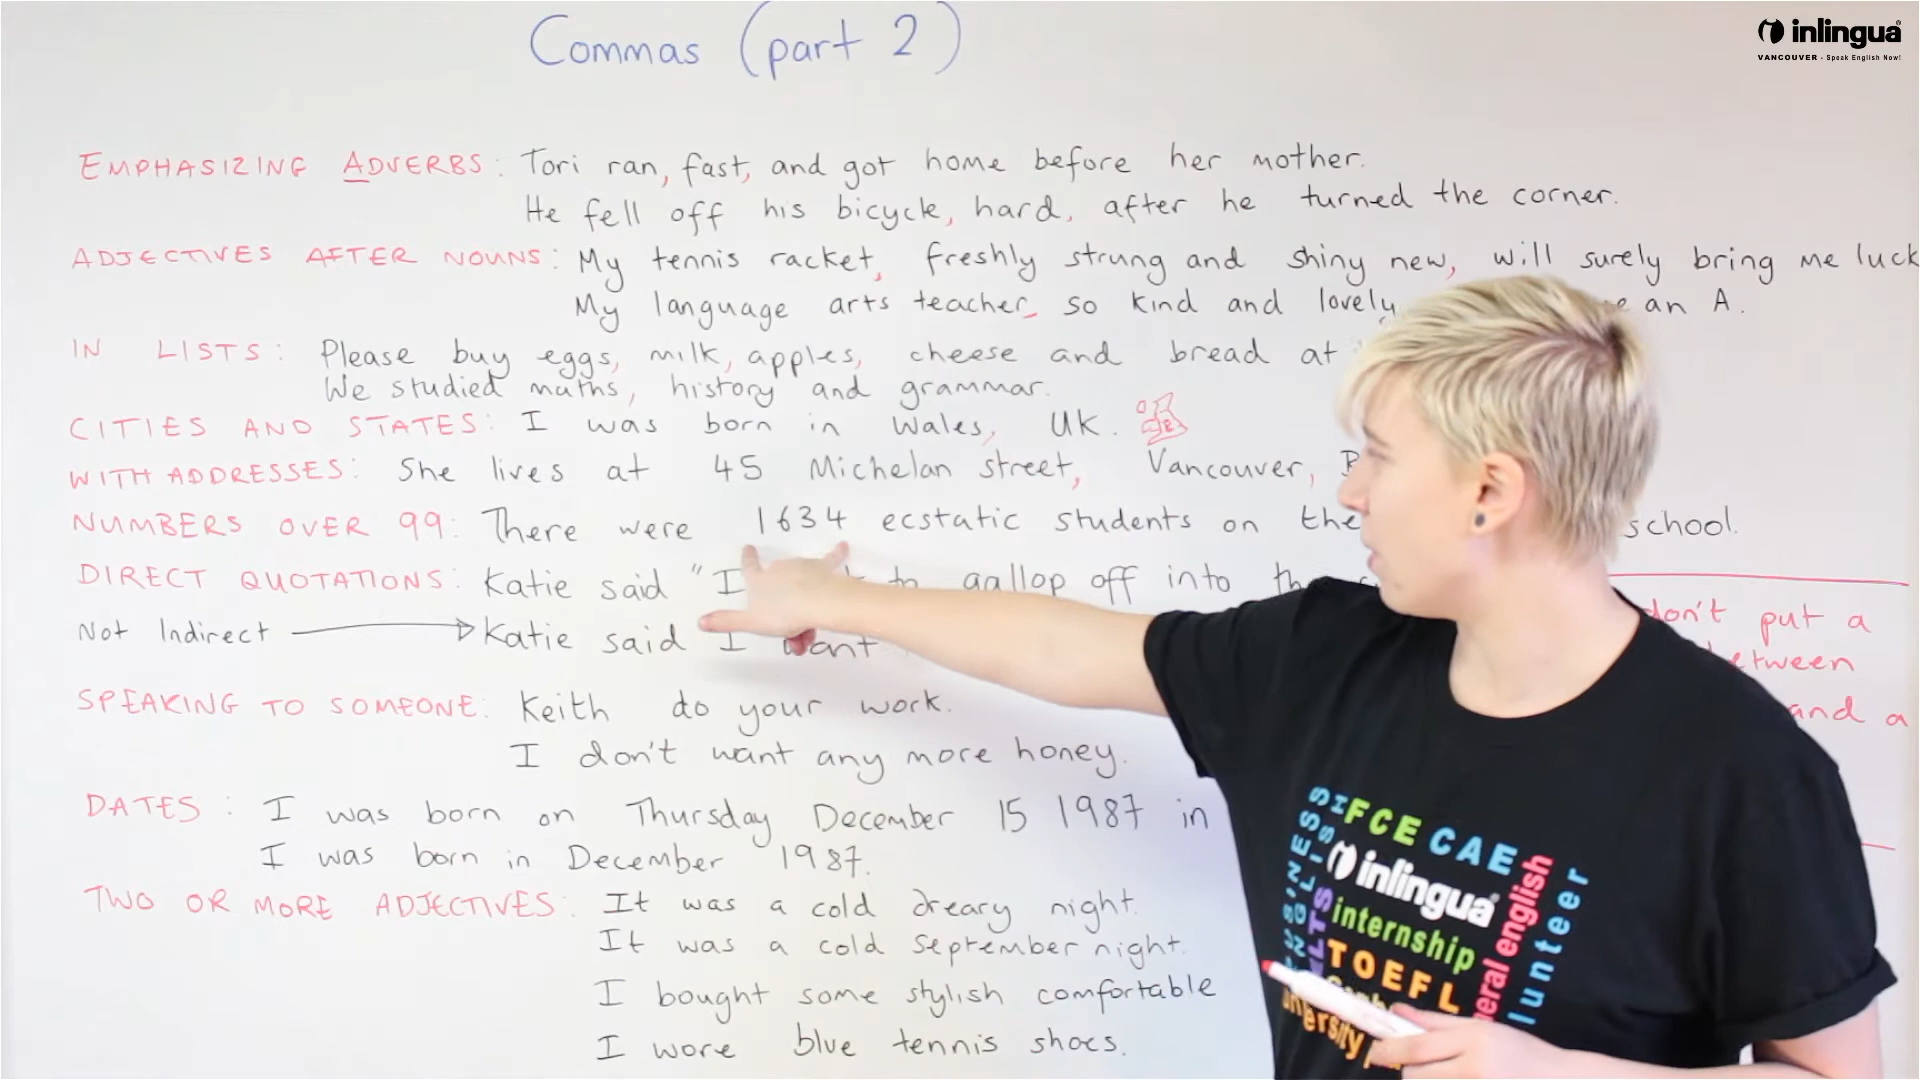 Commas (part 2)
inlingua®
VANCOUVER - Speak English Now!
EMPHASIZING ADVERBS: Tori ran, fast, and got home before her mother.
He fell off his bicycle, hard, after he turned the corner.
ADJECTIVES AFTER NOUNS: My tennis racket, freshly strung and shiny new, will surely bring me luck
My language arts teacher, so kind and lovely, an A.
IN LISTS: Please buy eggs, milk, apples, cheese and bread at
We studied maths, history and grammar.
CITIES AND STATES: I was born in Wales, UK.
WITH ADDRESSES: She lives at 45 Michelan street, Vancouver,
NUMBERS OVER 99: There were 1634 ecstatic students on the school.
DIRECT QUOTATIONS: Katie said "I to gallop off into
Not Indirect Katie said I want
don't put a
between
and a
SPEAKING TO SOMEONE: Keith do your work.
I don't want any more honey.
DATES: I was born on Thursday December 15 1987 in
I was born in December 1987.
TWO OR MORE ADJECTIVES: It was a cold dreary night.
It was a cold September night.
I bought some stylish comfortable
I wore blue tennis shoes.
FCE CAE
inlingua
internship
TOEFL